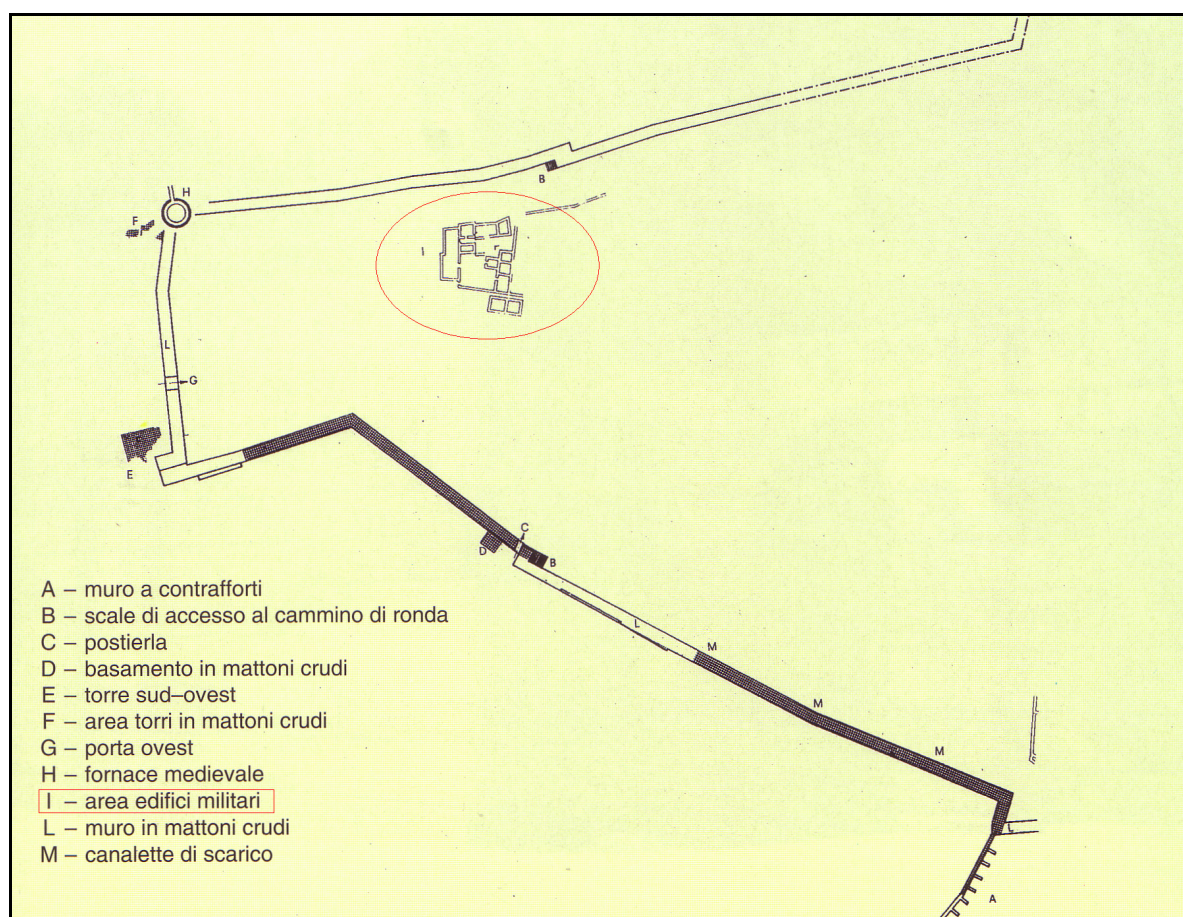 H
F
B
I
L
G
E
C
D
B
L
M
M
M
L
A
A – muro a contrafforti
B – scale di accesso al cammino di ronda
C – postierla
D – basamento in mattoni crudi
E – torre sud–ovest
F – area torri in mattoni crudi
G – porta ovest
H – fornace medievale
I – area edifici militari
L – muro in mattoni crudi
M – canalette di scarico